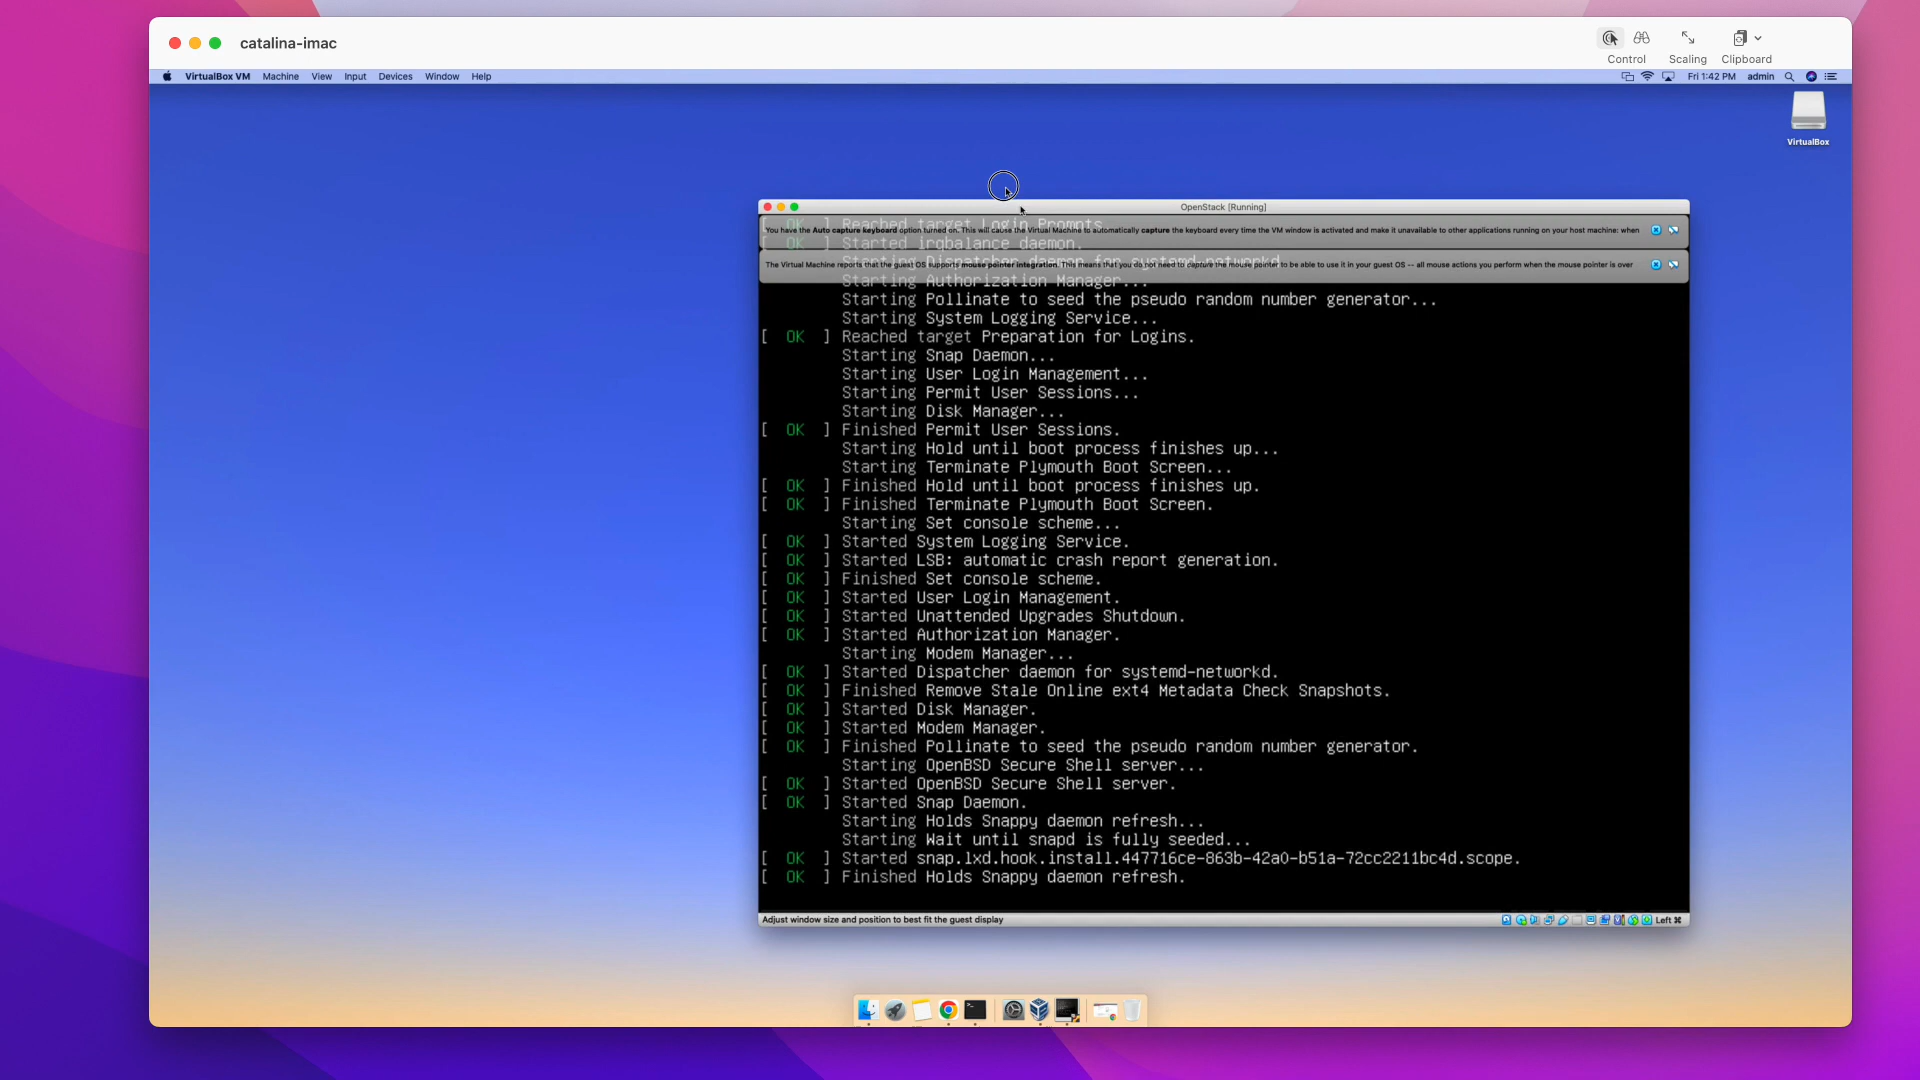 catalina-imac
Control
Scaling
Clipboard
VirtualBox VM Machine View Input Devices Window Help
Fri 1:42 PM admin
VirtualBox
OpenStack [Running]
[ OK ] Reached target Login Prompts.
You have the Auto capture keyboard option turned on. This will cause the Virtual Machine to automatically capture the keyboard every time the VM window is activated and make it unavailable to other applications running on your host machine: when
[ OK ] Started irqbalance daemon.
Starting Dispatcher daemon for systemd-networkd
The Virtual Machine reports that the guest OS supports mouse pointer integration. This means that you do not need to capture the mouse pointer to be able to use it in your guest OS -- all mouse actions you perform when the mouse pointer is over
Starting Authorization Manager...
Starting Pollinate to seed the pseudo random number generator...
Starting System Logging Service...
[ OK ] Reached target Preparation for Logins.
Starting Snap Daemon...
Starting User Login Management...
Starting Permit User Sessions...
Starting Disk Manager...
[ OK ] Finished Permit User Sessions.
Starting Hold until boot process finishes up...
Starting Terminate Plymouth Boot Screen...
[ OK ] Finished Hold until boot process finishes up.
[ OK ] Finished Terminate Plymouth Boot Screen.
Starting Set console scheme...
[ OK ] Started System Logging Service.
[ OK ] Started LSB: automatic crash report generation.
[ OK ] Finished Set console scheme.
[ OK ] Started User Login Management.
[ OK ] Started Unattended Upgrades Shutdown.
[ OK ] Started Authorization Manager.
Starting Modem Manager...
[ OK ] Started Dispatcher daemon for systemd-networkd.
[ OK ] Finished Remove Stale Online ext4 Metadata Check Snapshots.
[ OK ] Started Disk Manager.
[ OK ] Started Modem Manager.
[ OK ] Finished Pollinate to seed the pseudo random number generator.
Starting OpenBSD Secure Shell server...
[ OK ] Started OpenBSD Secure Shell server.
[ OK ] Started Snap Daemon.
Starting Holds Snappy daemon refresh...
Starting Wait until snapd is fully seeded...
[ OK ] Started snap.lxd.hook.install.447716ce-863b-42a0-b51a-72cc2211bc4d.scope.
[ OK ] Finished Holds Snappy daemon refresh.
Adjust window size and position to best fit the guest display
Left ⌘